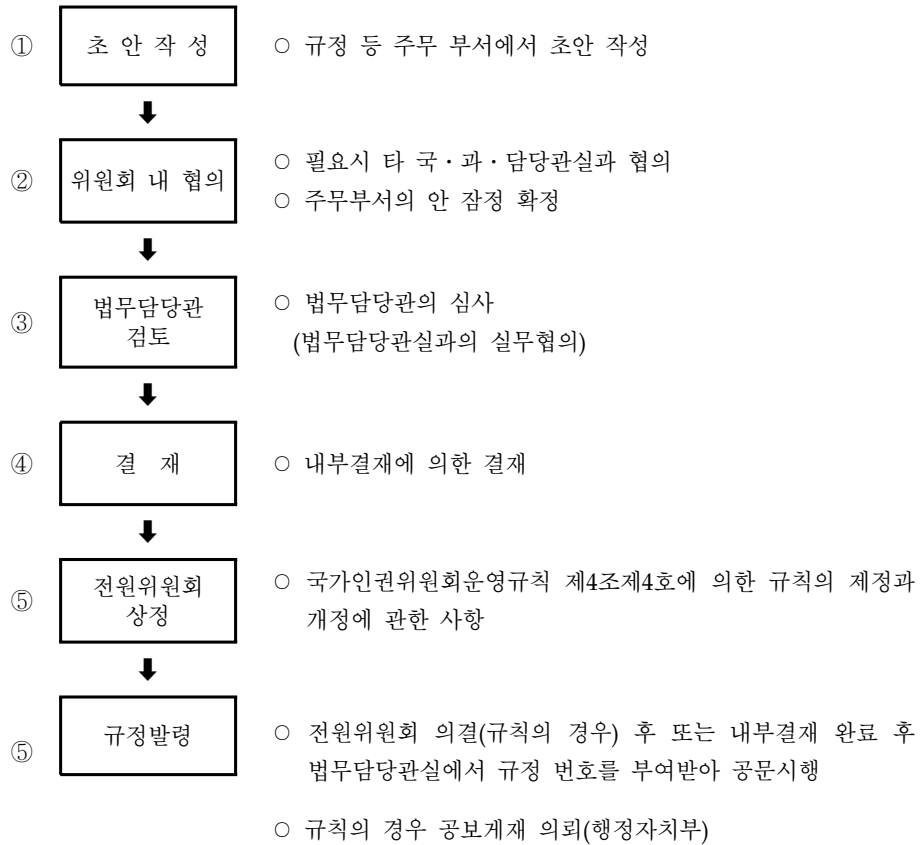 ① 초 안 작 성 ○ 규정 등 주무 부서에서 초안 작성
② 위원회 내 협의 ○ 필요시 타 국·과·담당관실과 협의
○ 주무부서의 안 잠정 확정
③ 법무담당관
검토
○ 법무담당관의 심사
(법무담당관실과의 실무협의)
④ 결 재 ○ 내부결재에 의한 결재
⑤ 전원위원회
상정
○ 국가인권위원회운영규칙 제4조제4호에 의한 규칙의 제정과
개정에 관한 사항
⑤ 규정발령
○ 전원위원회 의결(규칙의 경우) 후 또는 내부결재 완료 후
법무담당관실에서 규정 번호를 부여받아 공문시행
○ 규칙의 경우 공보게재 의뢰(행정자치부)